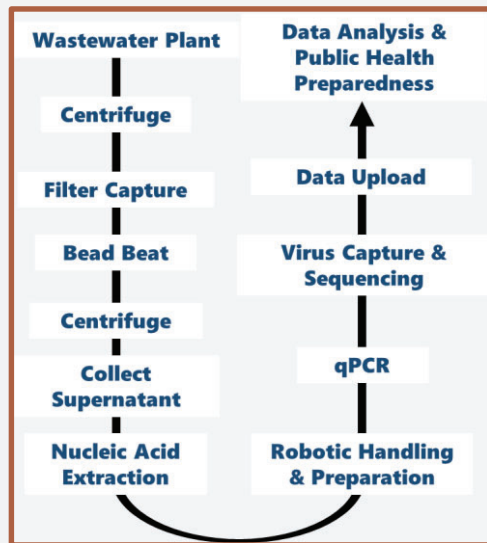 Wastewater Plant
Centrifuge
Filter Capture
Bead Beat
Centrifuge
Collect
Supernatant
Nucleic Acid
Extraction
Robotic Handling
& Preparation
qPCR
Virus Capture &
Sequencing
Data Upload
Data Analysis &
Public Health
Preparedness